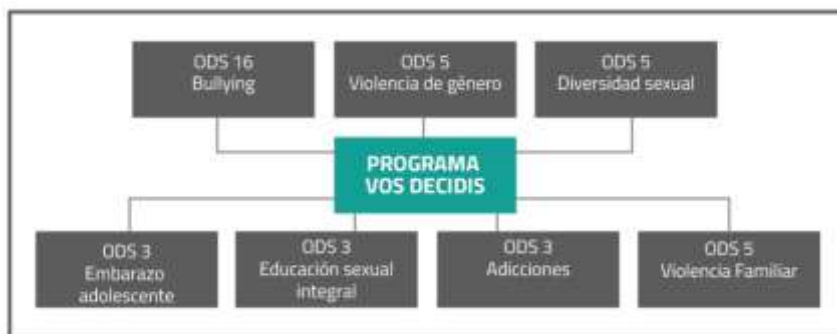 ODS 16
Bullying
ODS 5
Violencia de género
ODS 5
Diversidad sexual
PROGRAMA
VOS DECIDIS
ODS 3
Embarazo
adolescente
ODS 3
Educación sexual
integral
ODS 3
Adicciones
ODS 5
Violencia Familiar